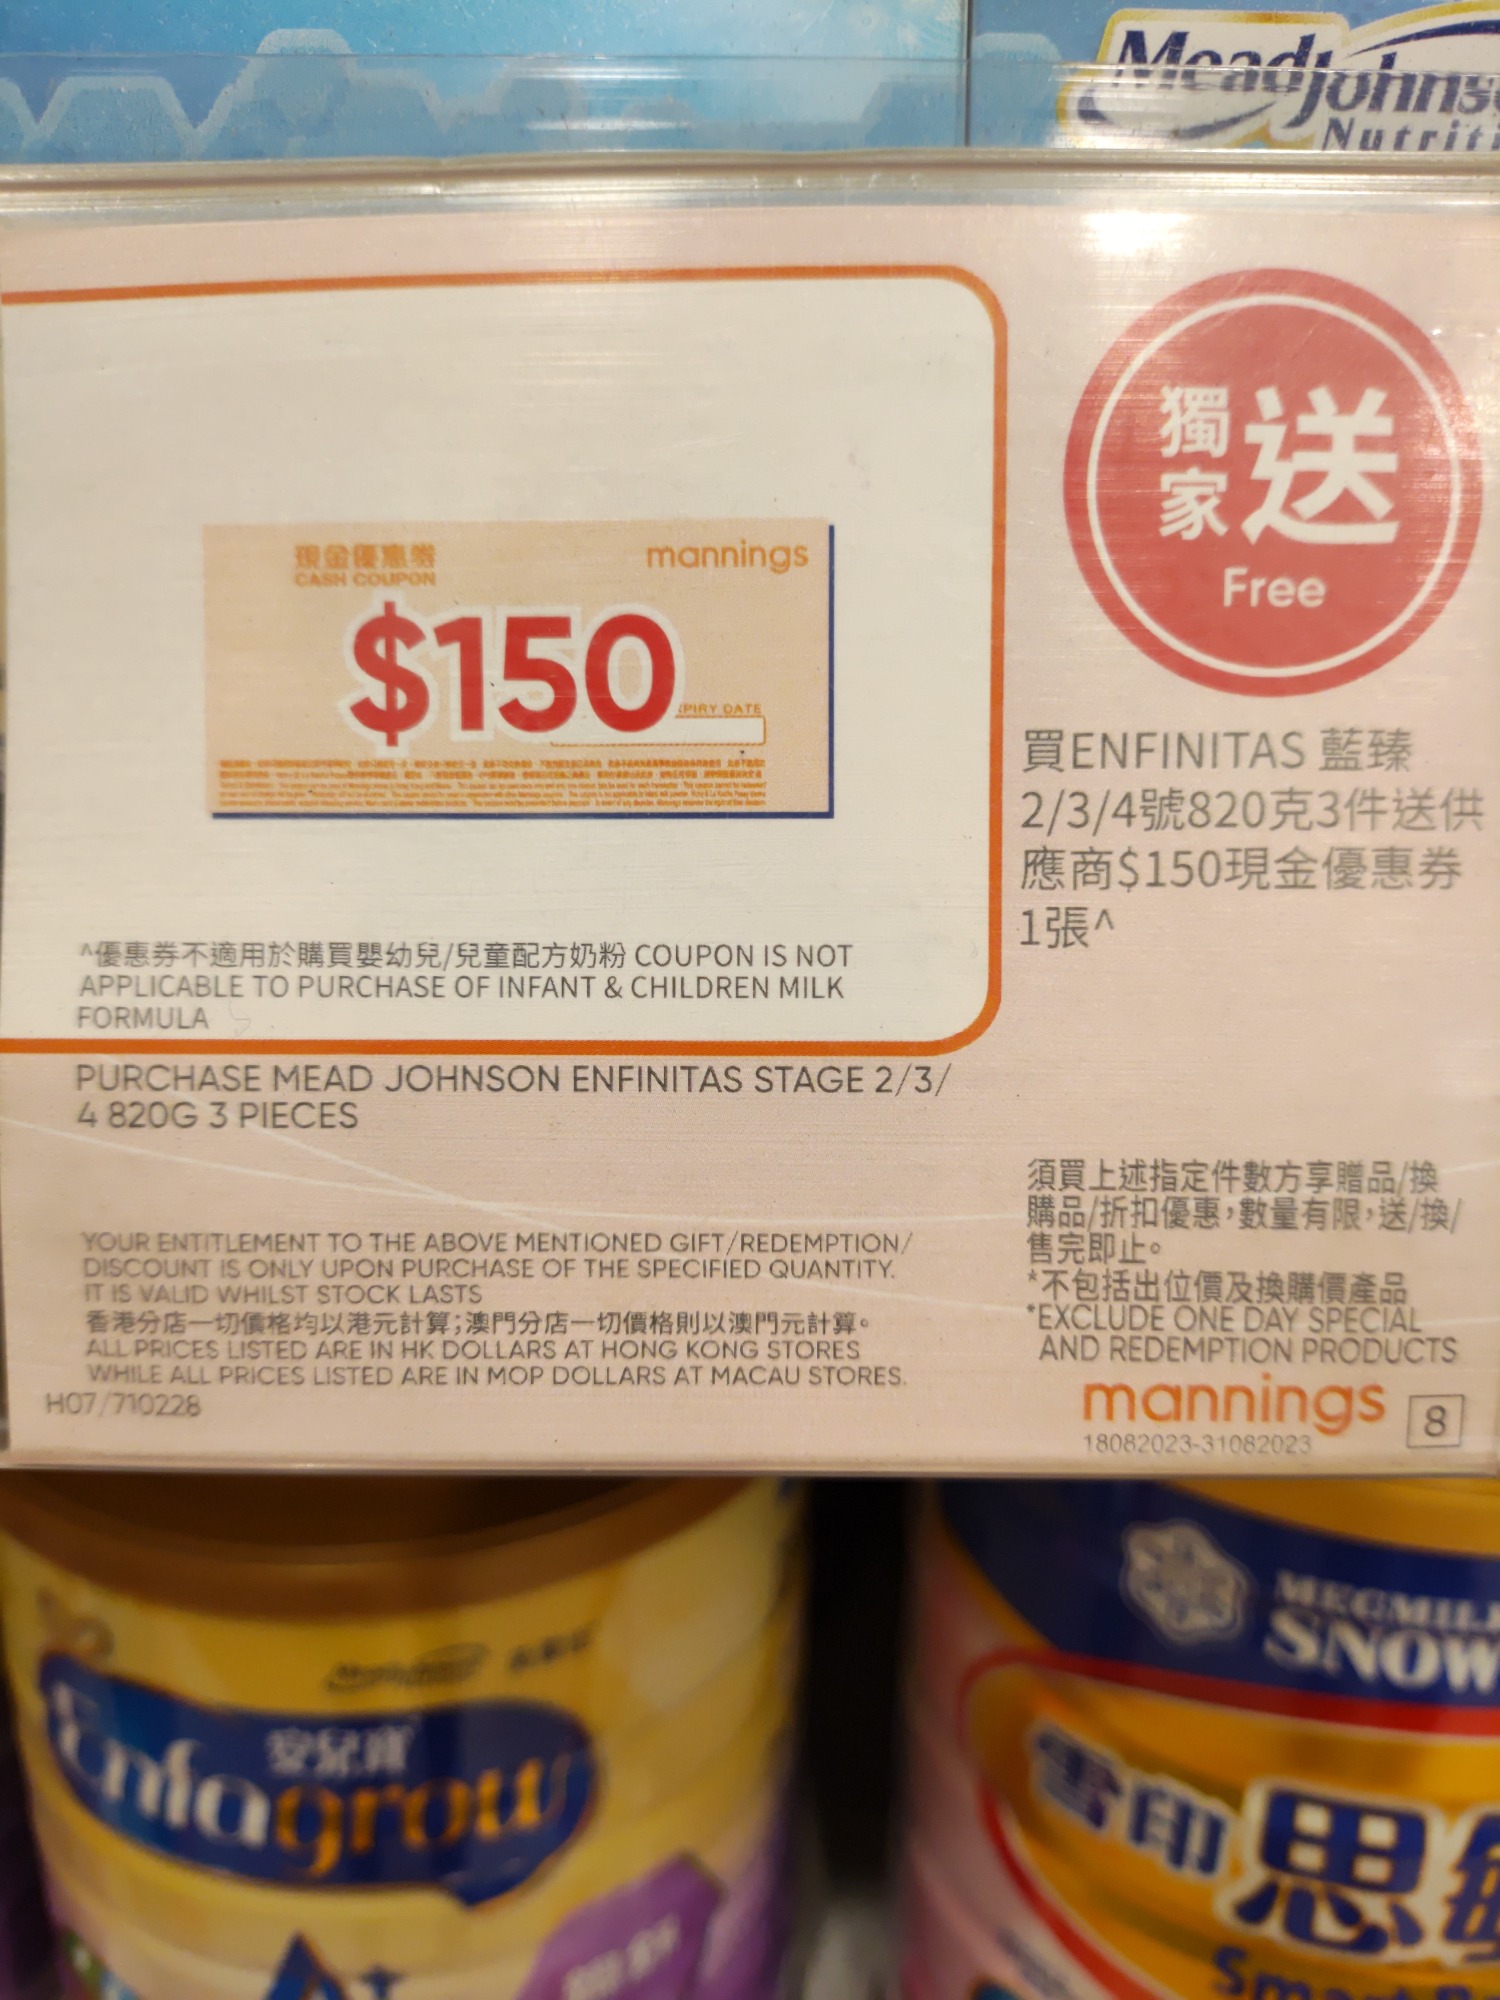 MeadJohns
Nutriti
獨家送
Free
現金優惠券
CASH COUPON
mannings
$150
PIRY DATE
買ENFINITAS 藍臻
2/3/4號820克3件送供
應商$150現金優惠券
1張^
^優惠券不適用於購買嬰幼兒/兒童配方奶粉 COUPON IS NOT
APPLICABLE TO PURCHASE OF INFANT & CHILDREN MILK
FORMULA
PURCHASE MEAD JOHNSON ENFINITAS STAGE 2/3/
4 820G 3 PIECES
須買上述指定件數方享贈品/換
購品/折扣優惠，數量有限，送/換/
售完即止。
*不包括出位價及換購價產品
*EXCLUDE ONE DAY SPECIAL
AND REDEMPTION PRODUCTS
YOUR ENTITLEMENT TO THE ABOVE MENTIONED GIFT/REDEMPTION/
DISCOUNT IS ONLY UPON PURCHASE OF THE SPECIFIED QUANTITY.
IT IS VALID WHILST STOCK LASTS
香港分店一切價格均以港元計算；澳門分店一切價格則以澳門元計算。
ALL PRICES LISTED ARE IN HK DOLLARS AT HONG KONG STORES
WHILE ALL PRICES LISTED ARE IN MOP DOLLARS AT MACAU STORES.
H07/710228
mannings 8
18082023-31082023
安兒寶
Enfagrow
A+
MEGMIL
SNOW
雪印思
Smart